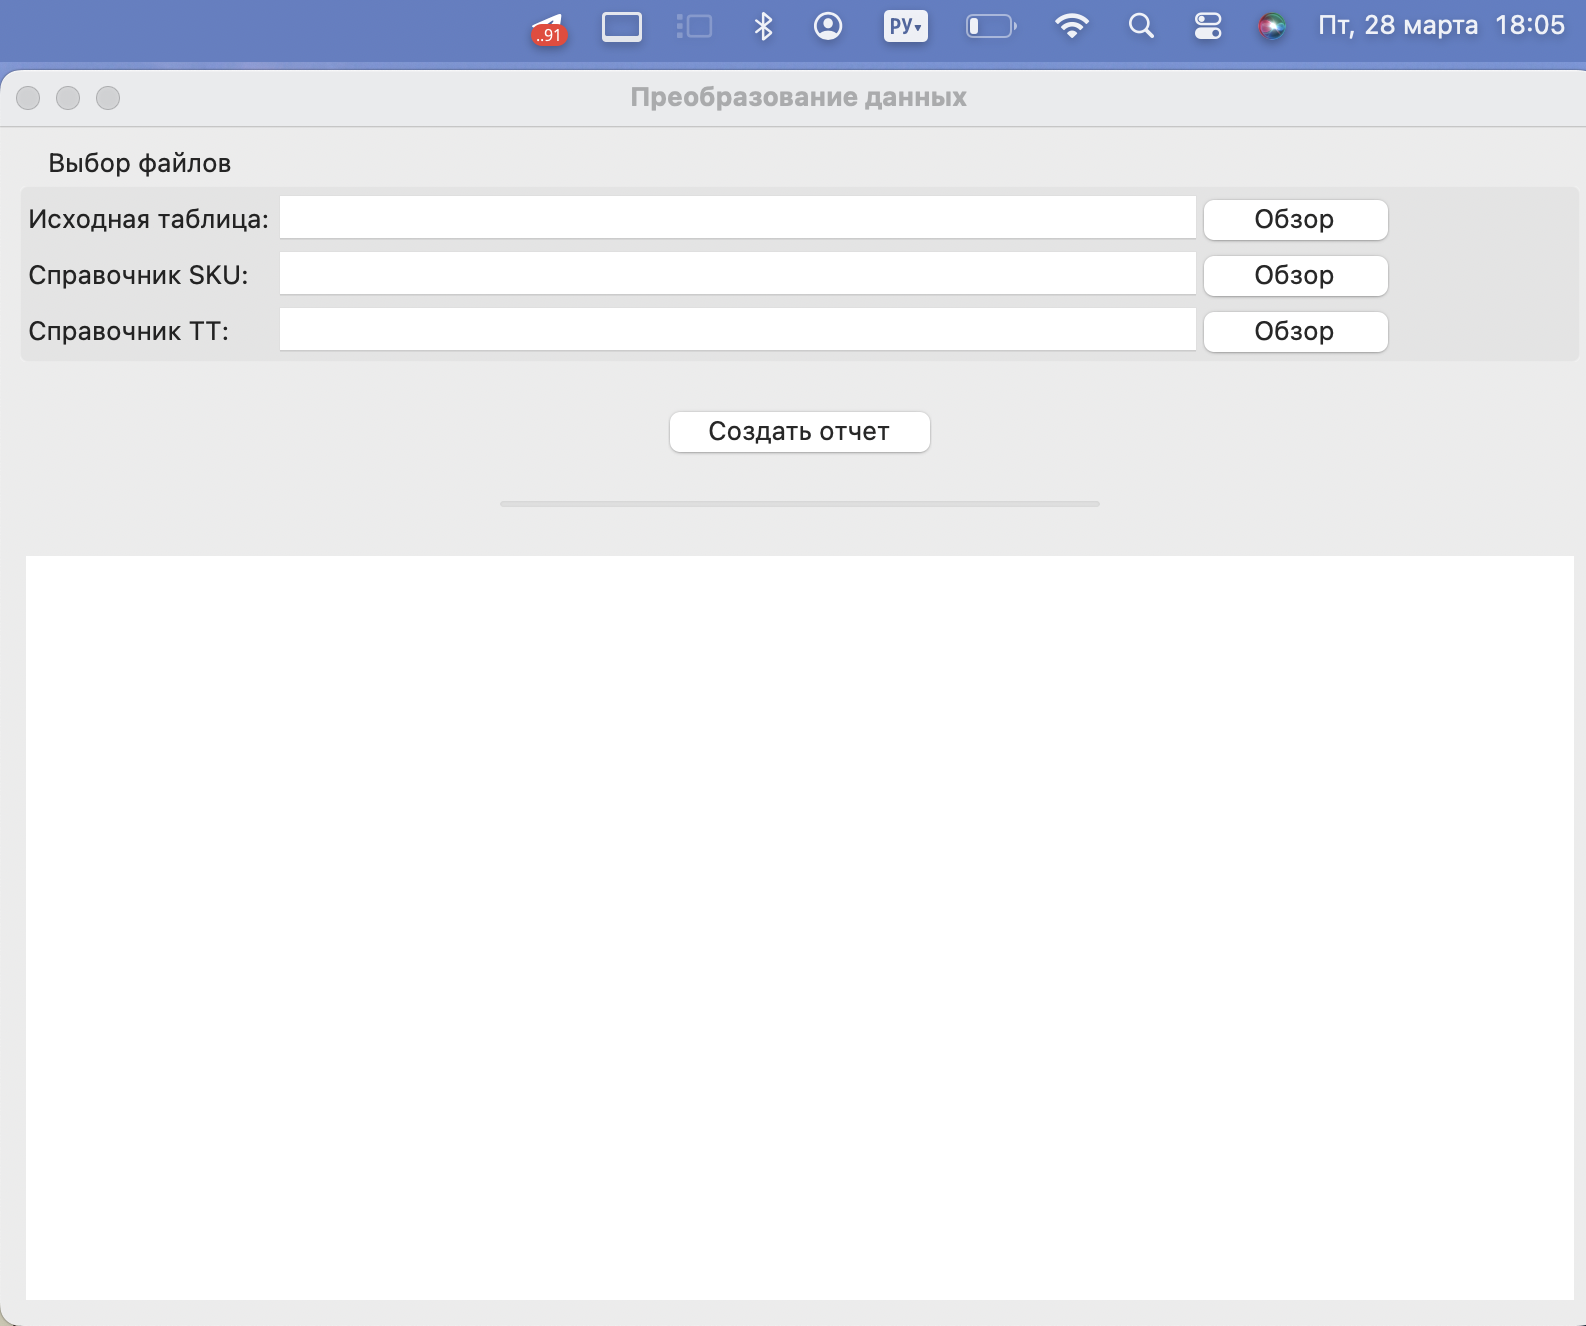 ..91 РУ Пт, 28 марта 18:05
Преобразование данных
Выбор файлов
Исходная таблица: Обзор
Справочник SKU: Обзор
Справочник ТТ: Обзор
Создать отчет